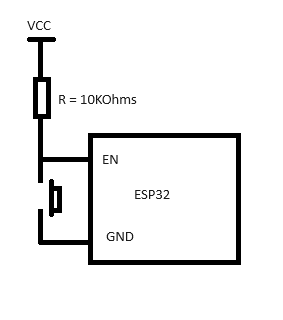 VCC
R = 10KOhms
EN
ESP32
GND